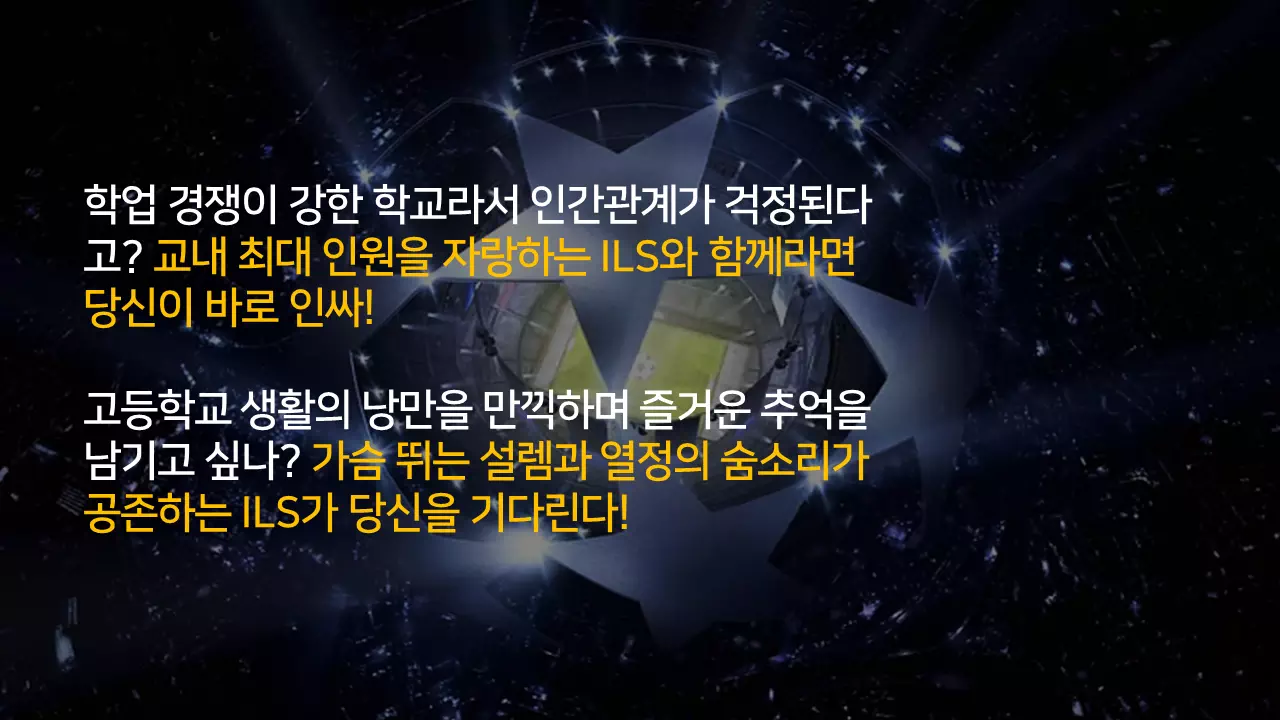 학업 경쟁이 강한 학교라서 인간관계가 걱정된다
고? 교내 최대 인원을 자랑하는 ILS와 함께라면
당신이 바로 인싸!
고등학교 생활의 낭만을 만끽하며 즐거운 추억을
남기고 싶나? 가슴 뛰는 설렘과 열정의 숨소리가
공존하는 ILS가 당신을 기다린다!